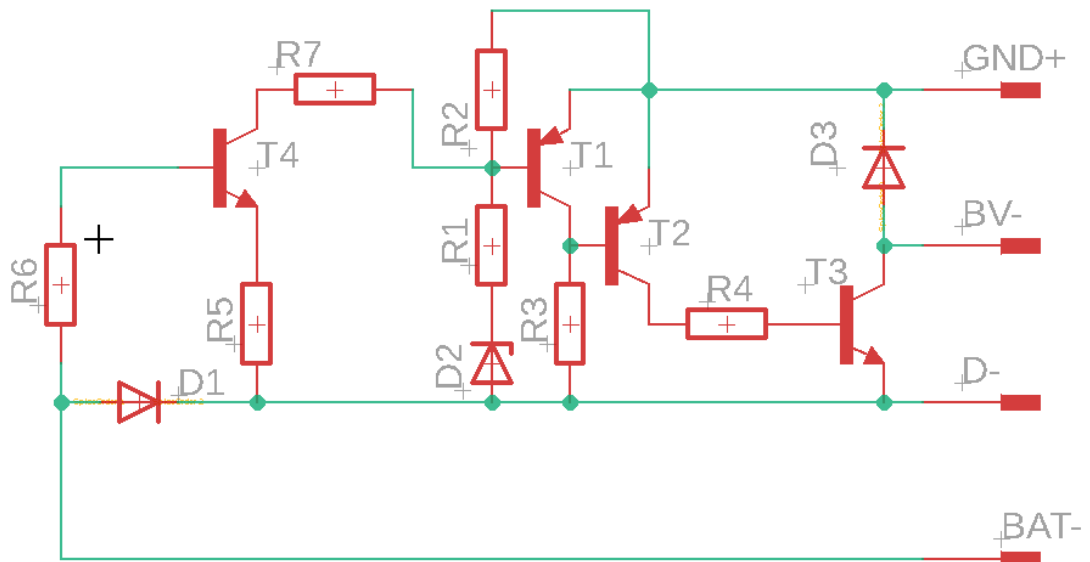 R7
GND+
R2
D3
T4
T1
BV-
T2
R6
R1
T3
R5
R3
R4
D2
D1
D-
BAT-